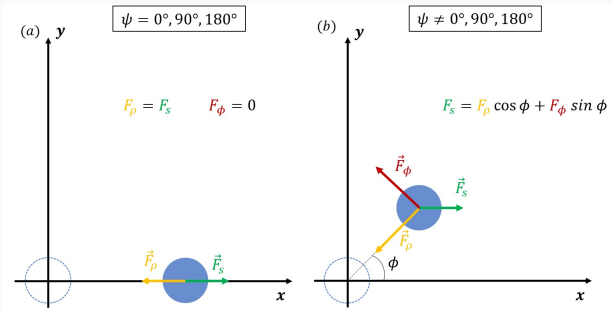 (a)
y
ψ = 0°, 90°, 180°
F_ρ = F_s
F_ϕ = 0
F⃗_ρ
F⃗_s
x
(b)
y
ψ ≠ 0°, 90°, 180°
F_s = F_ρ cos ϕ + F_ϕ sin ϕ
F⃗_ϕ
F⃗_s
F⃗_ρ
ϕ
x